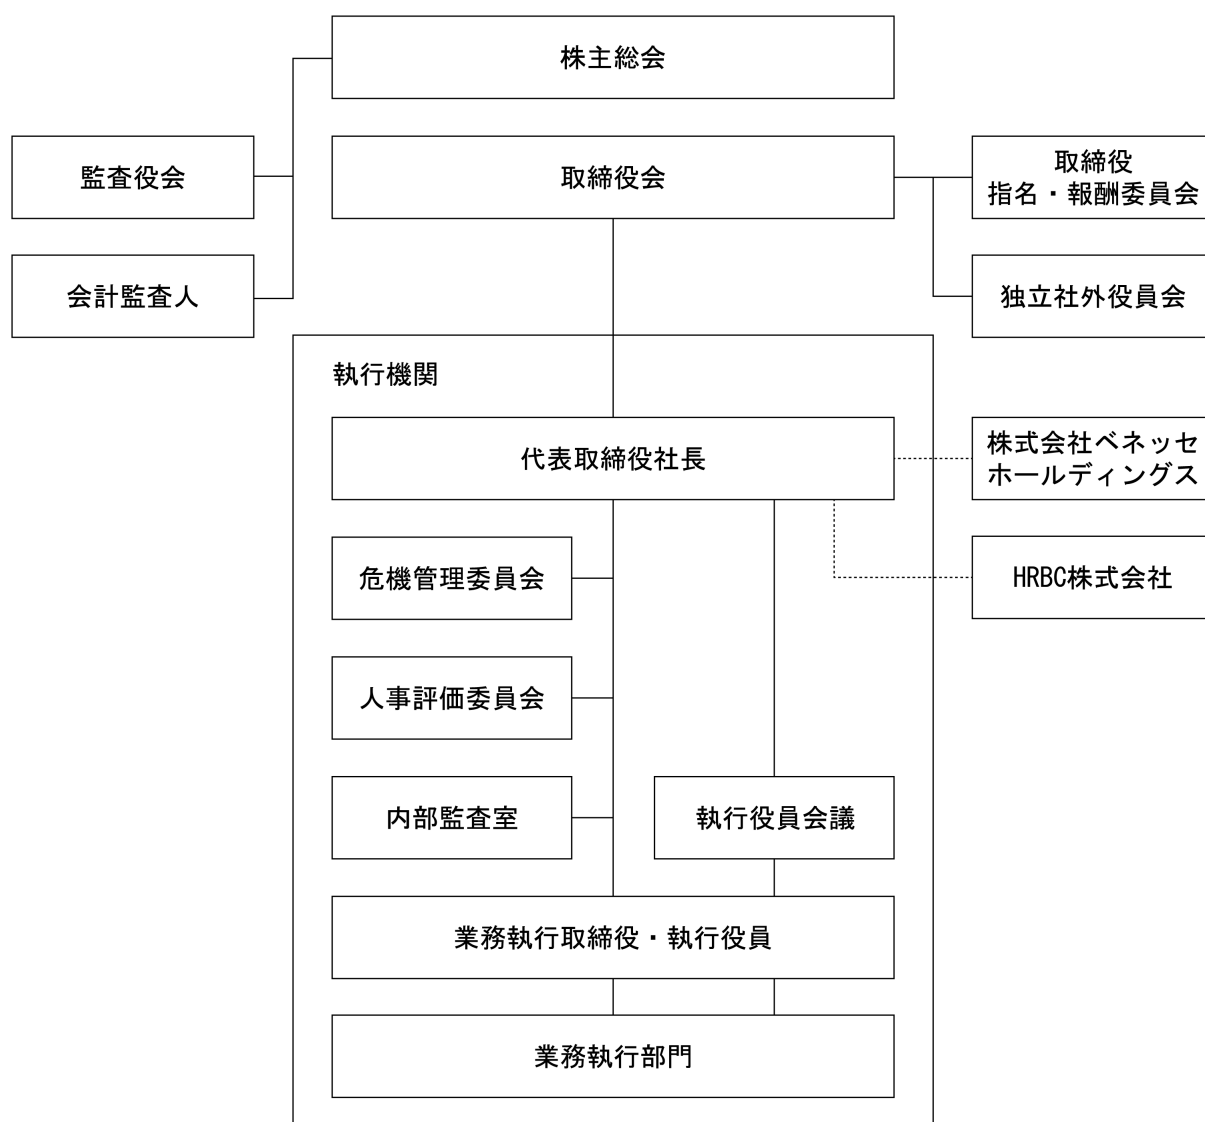 株主総会
監査役会
取締役会
取締役
指名・報酬委員会
会計監査人
独立社外役員会
執行機関
代表取締役社長
株式会社ベネッセ
ホールディングス
危機管理委員会
HRBC株式会社
人事評価委員会
内部監査室
執行役員会議
業務執行取締役・執行役員
業務執行部門